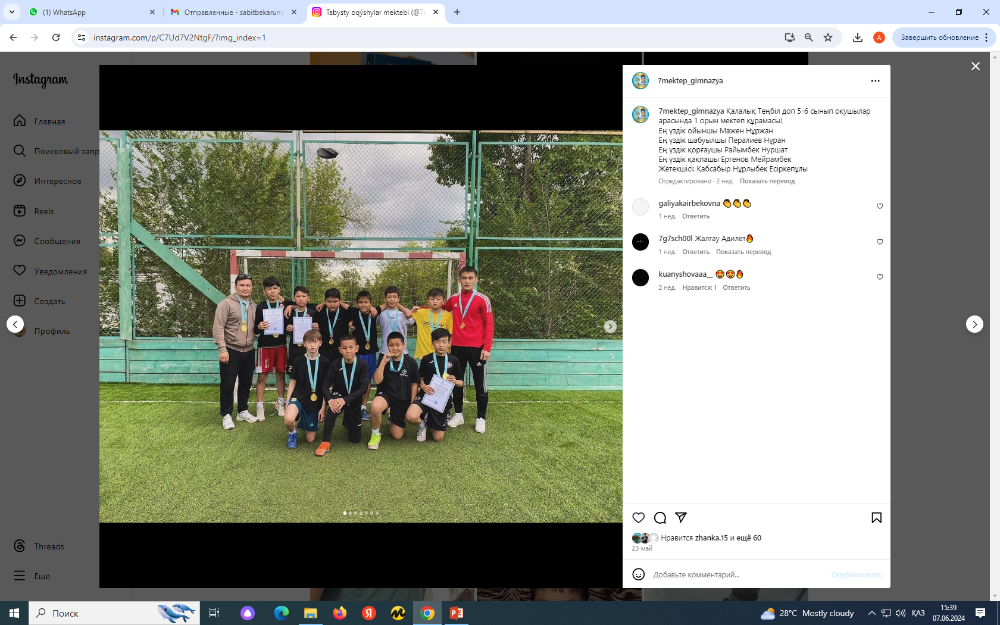 (1) WhatsApp
Отправленные - sabitbekaruna
Tabysty oqýshylar mektebi (@7
instagram.com/p/C7Ud7V2NtgF/?img_index=1
A
Завершить обновление
Instagram
Главная
Поисковый запр
Интересное
Reels
Сообщения
Уведомления
Создать
Профиль
Threads
Ещё
7mektep_gimnazya
7mektep_gimnazya Қалалық Теңбіл доп 5-6 сынып оқушылар
арасында 1 орын мектеп құрамасы!
Ең үздік ойыншы Мажен Нұржан
Ең үздік шабуылшы Пералиев Нұран
Ең үздік қорғаушы Райымбек Нуршат
Ең үздік қақпашы Ергенов Мейрамбек
Жетекшісі: Қабсабыр Нұрлыбек Есіркепұлы
Отредактировано · 2 нед. Показать перевод
galiyakairbekovna 👏👏👏
1 нед. Ответить
7g7sch00l Жалгау Адилет🔥
1 нед. Ответить Показать перевод
kuanyshovaaa__ 😍😍🔥
2 нед. Нравится: 1 Ответить
adidas
Нравится zhanka.15 и ещё 60
23 май
Добавьте комментарий...
Опубликовать
Поиск
28°C Mostly cloudy
ҚАЗ
15:39
07.06.2024